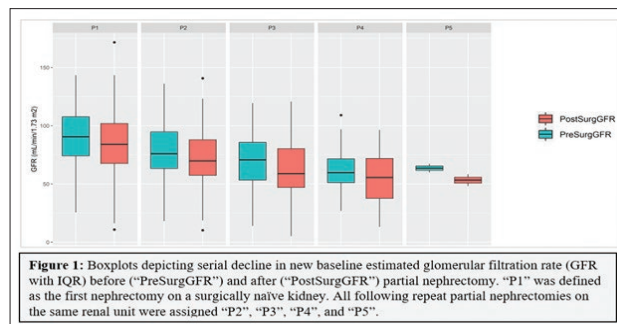 P1 P2 P3 P4 P5
150
100
50
0
GFR (mL/min/1.73 m2)
PostSurgGFR
PreSurgGFR
Figure 1: Boxplots depicting serial decline in new baseline estimated glomerular filtration rate (GFR
with IQR) before (“PreSurgGFR”) and after (“PostSurgGFR”) partial nephrectomy. “P1” was defined
as the first nephrectomy on a surgically naïve kidney. All following repeat partial nephrectomies on
the same renal unit were assigned “P2”, “P3”, “P4”, and “P5”.